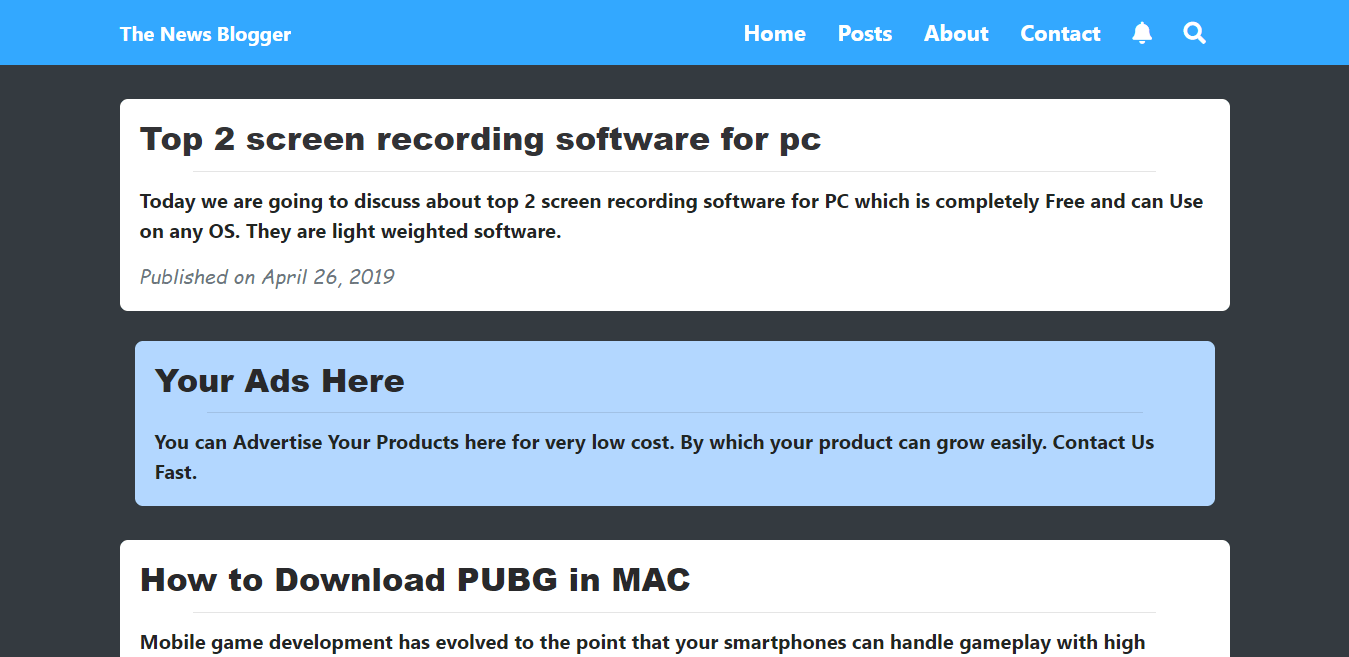 The News Blogger Home Posts About Contact
Top 2 screen recording software for pc
Today we are going to discuss about top 2 screen recording software for PC which is completely Free and can Use
on any OS. They are light weighted software.
Published on April 26, 2019
Your Ads Here
You can Advertise Your Products here for very low cost. By which your product can grow easily. Contact Us
Fast.
How to Download PUBG in MAC
Mobile game development has evolved to the point that your smartphones can handle gameplay with high